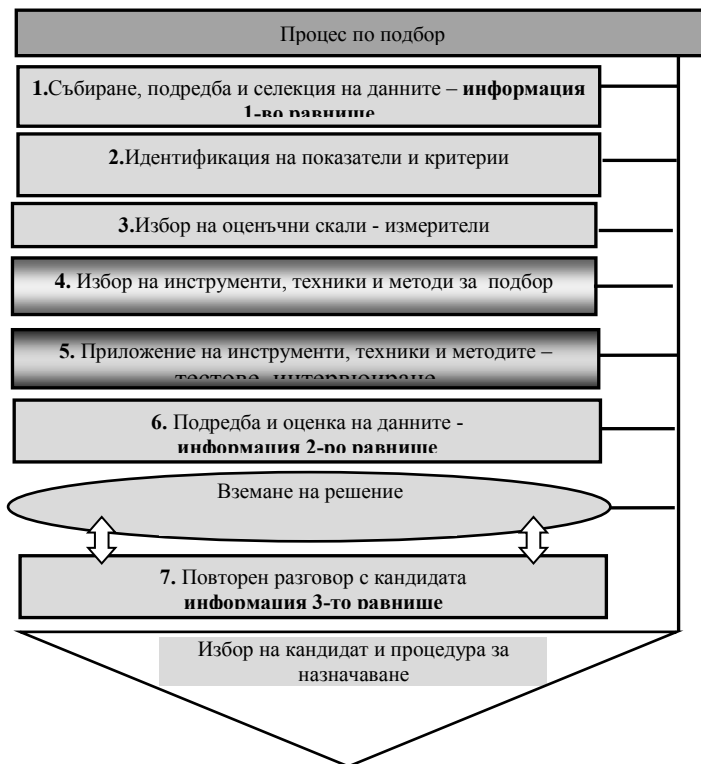 Процес по подбор
1.Събиране, подредба и селекция на данните – информация
1-во равнище
2.Идентификация на показатели и критерии
3.Избор на оценъчни скали - измерители
4. Избор на инструменти, техники и методи за подбор
5. Приложение на инструменти, техники и методите –
тестове, интервюиране
6. Подредба и оценка на данните -
информация 2-ро равнище
Вземане на решение
7. Повторен разговор с кандидата
информация 3-то равнище
Избор на кандидат и процедура за
назначаване